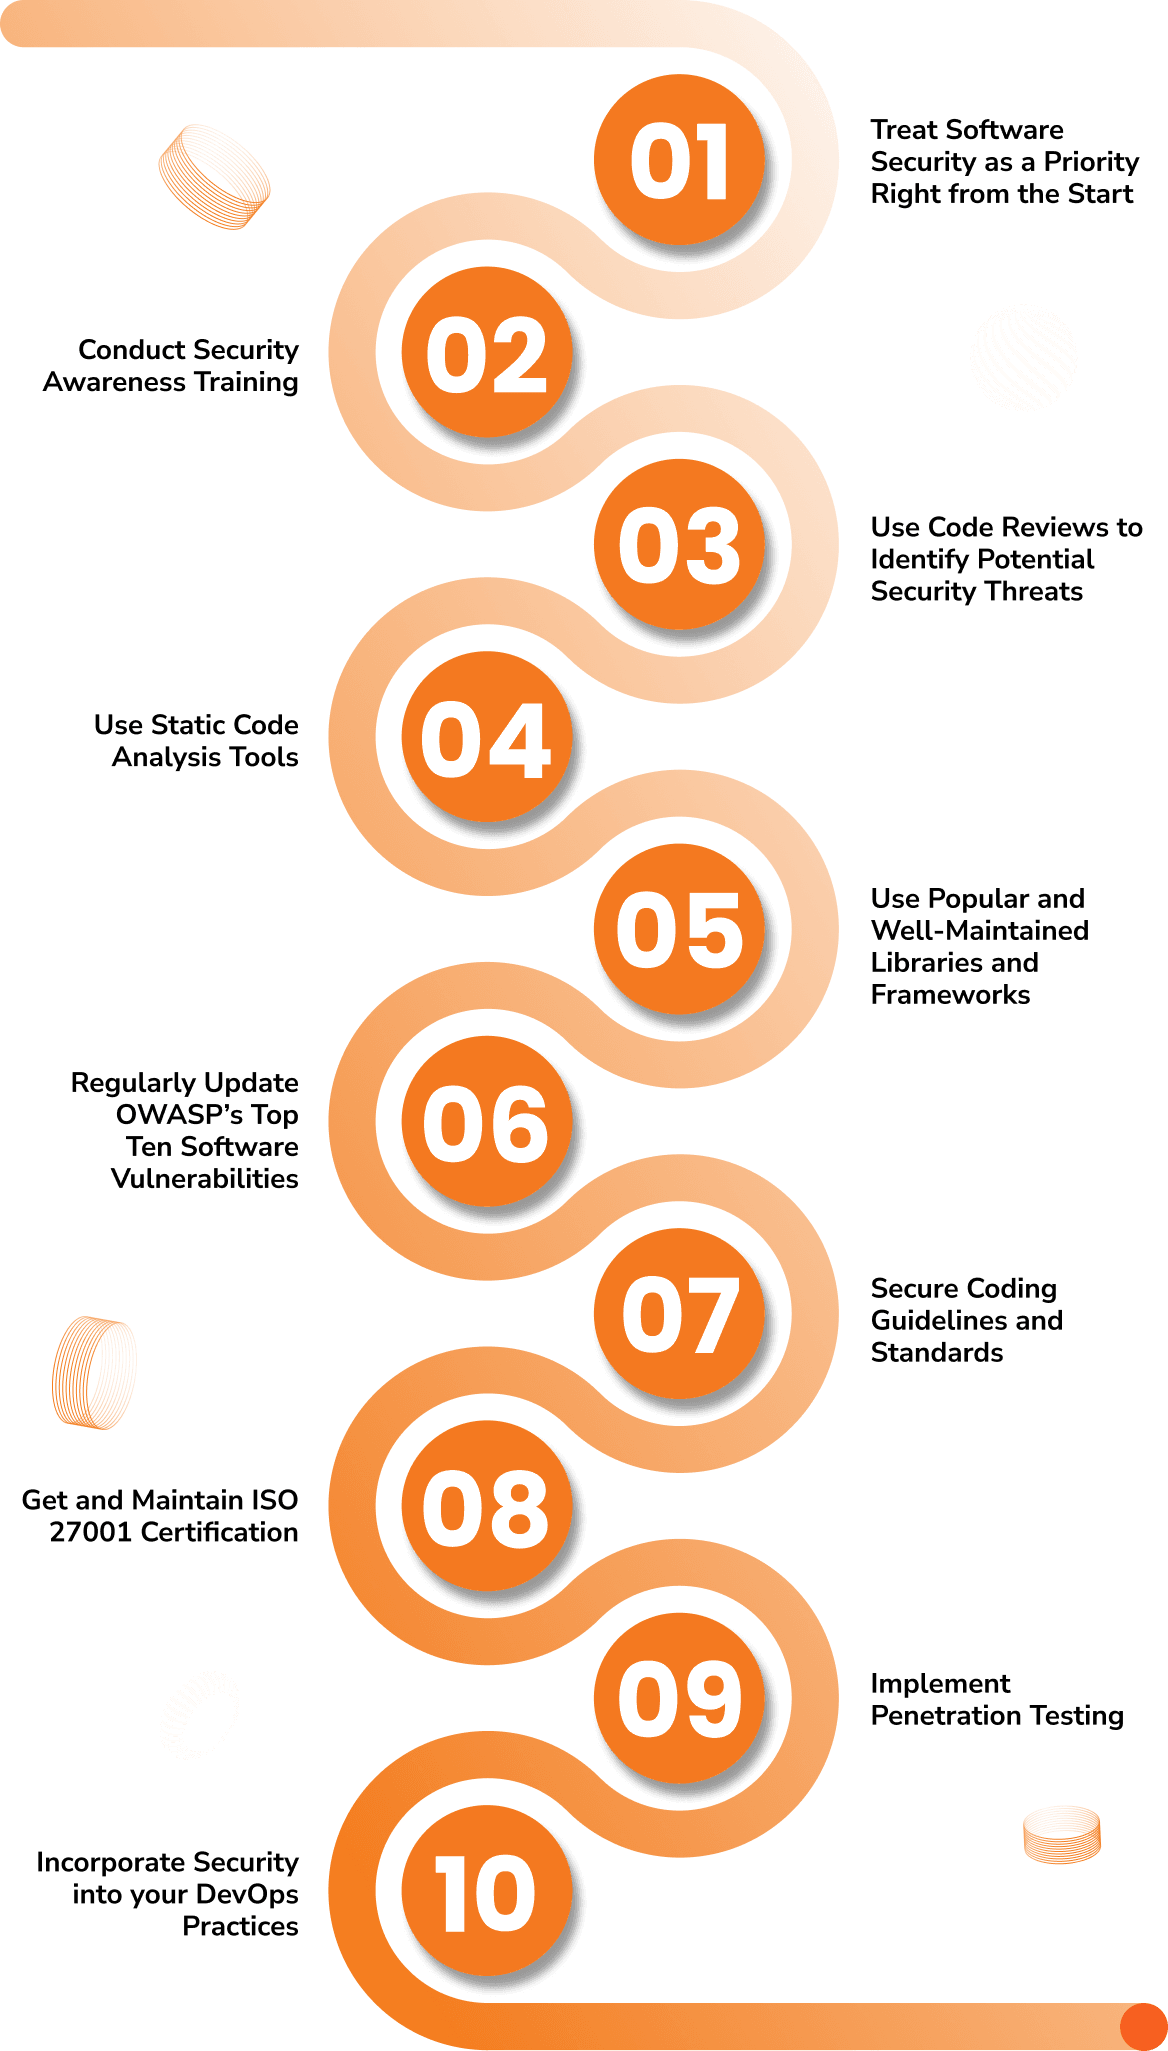 01
Treat Software
Security as a Priority
Right from the Start
02
Conduct Security
Awareness Training
03
Use Code Reviews to
Identify Potential
Security Threats
04
Use Static Code
Analysis Tools
05
Use Popular and
Well-Maintained
Libraries and
Frameworks
06
Regularly Update
OWASP’s Top
Ten Software
Vulnerabilities
07
Secure Coding
Guidelines and
Standards
08
Get and Maintain ISO
27001 Certification
09
Implement
Penetration Testing
10
Incorporate Security
into your DevOps
Practices